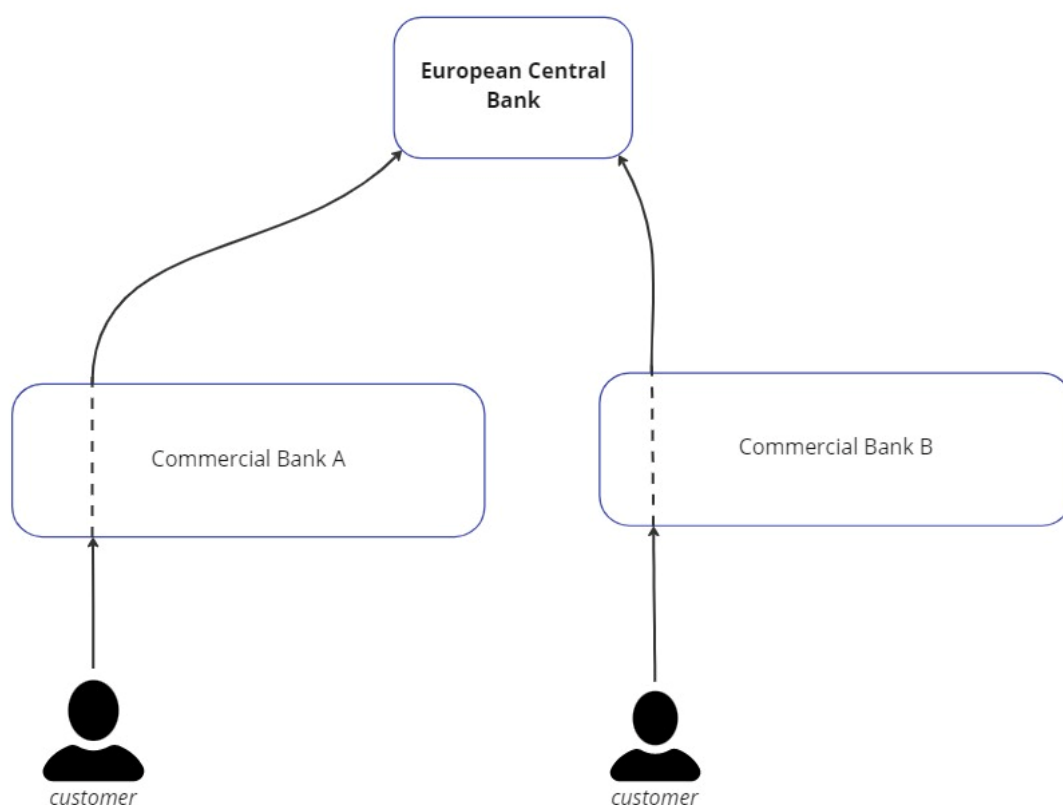 European Central
Bank
Commercial Bank A
Commercial Bank B
customer
customer